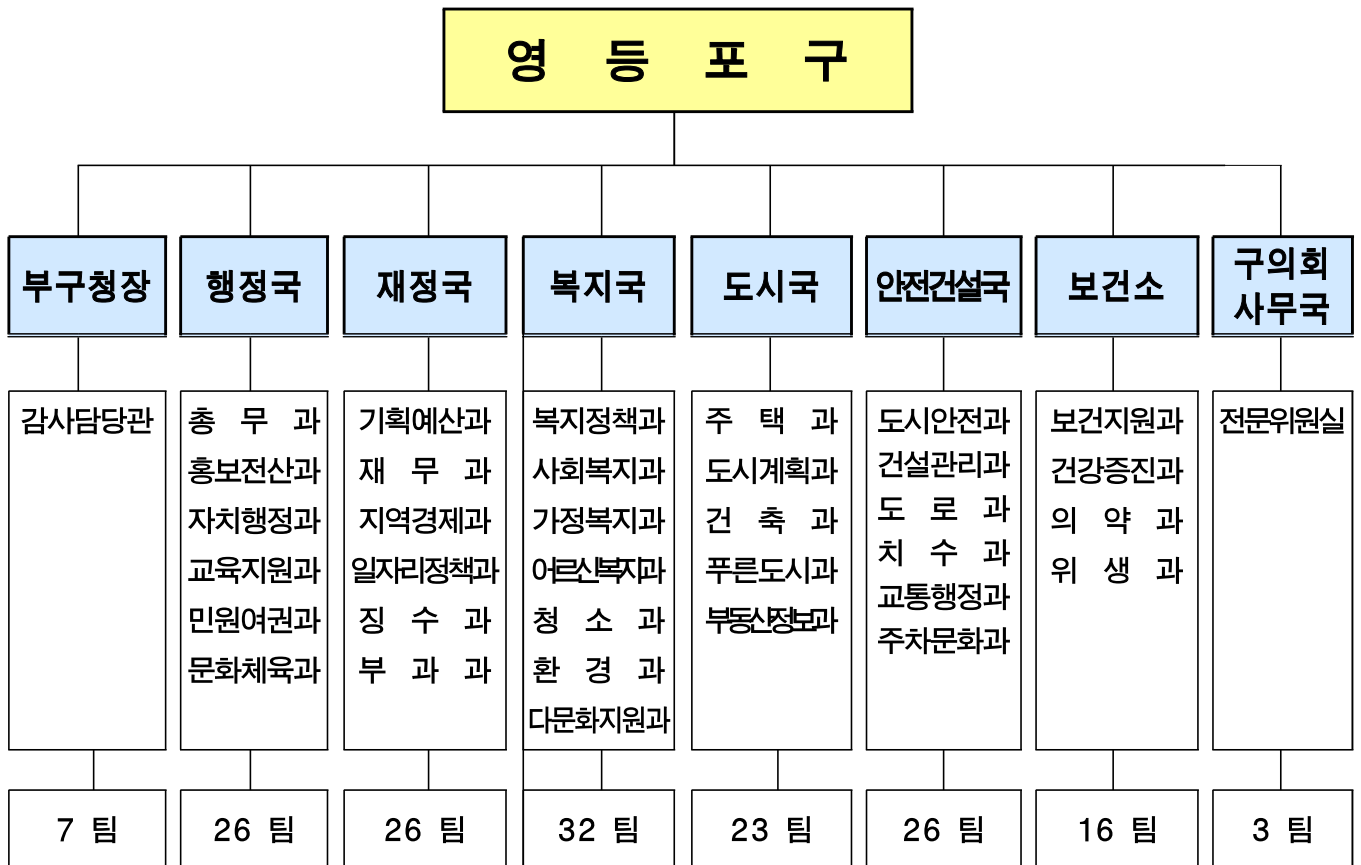 영 등 포 구
부구청장
행정국
재정국
복지국
도시국
안전건설국
보건소
구의회
사무국
감사담당관
총 무 과
홍보전산과
자치행정과
교육지원과
민원여권과
문화체육과
기획예산과
재 무 과
지역경제과
일자리정책과
징 수 과
부 과 과
복지정책과
사회복지과
가정복지과
어르신복지과
청 소 과
환 경 과
다문화지원과
주 택 과
도시계획과
건 축 과
푸른도시과
부동산정보과
도시안전과
건설관리과
도 로 과
치 수 과
교통행정과
주차문화과
보건지원과
건강증진과
의 약 과
위 생 과
전문위원실
7 팀
26 팀
26 팀
32 팀
23 팀
26 팀
16 팀
3 팀